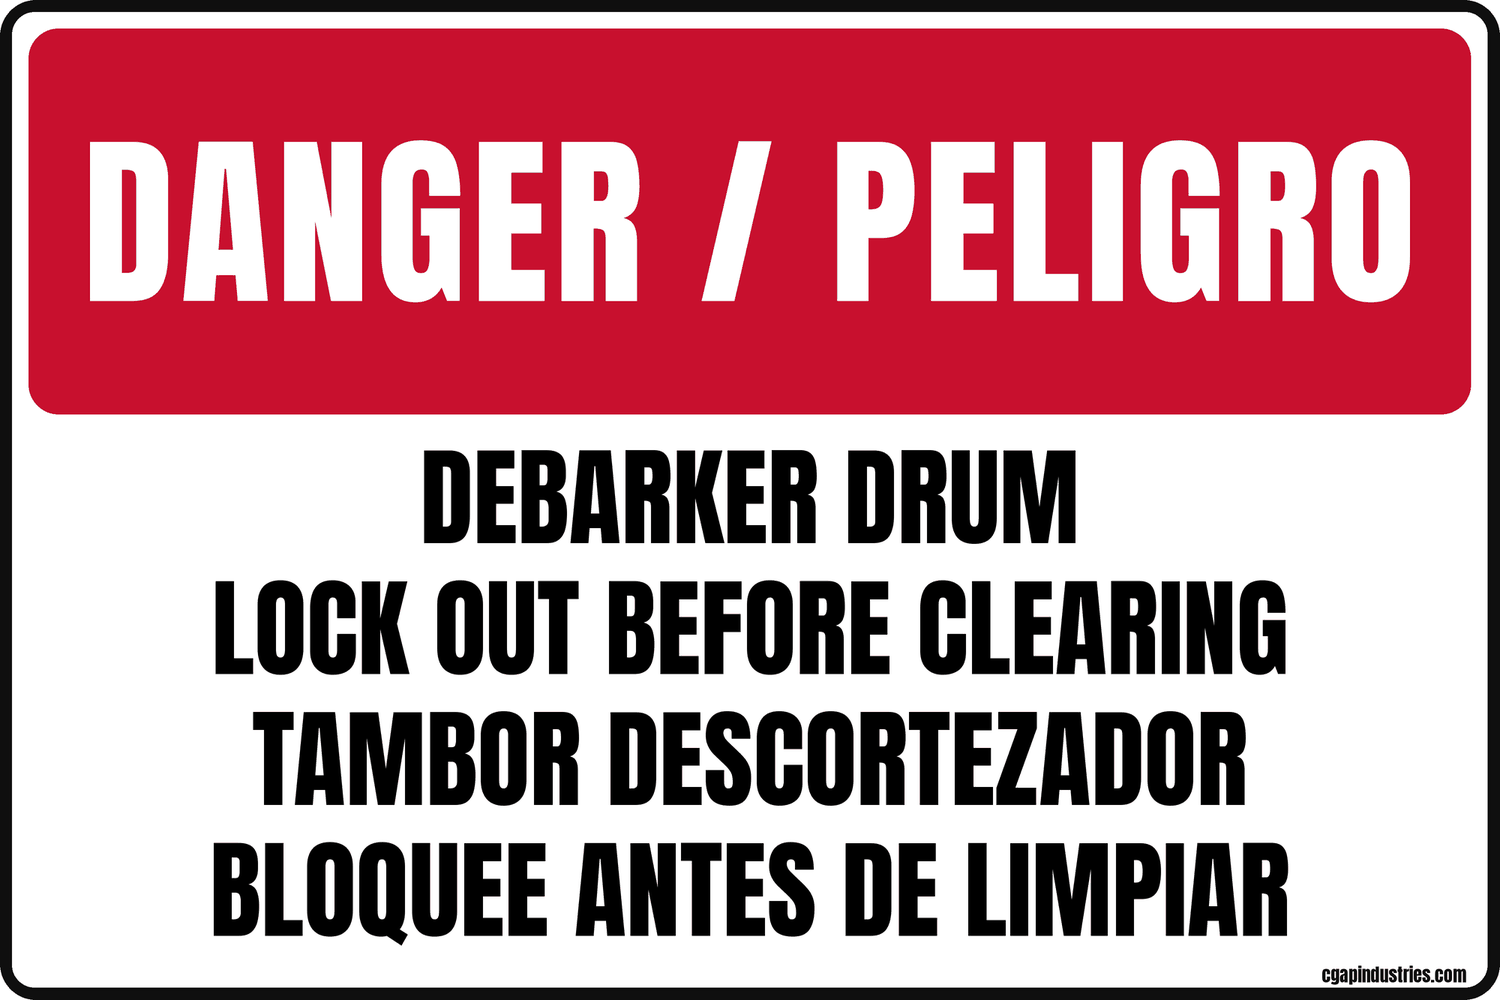 DANGER / PELIGRO
DEBARKER DRUM
LOCK OUT BEFORE CLEARING
TAMBOR DESCORTEZADOR
BLOQUEE ANTES DE LIMPIAR
cgapindustries.com